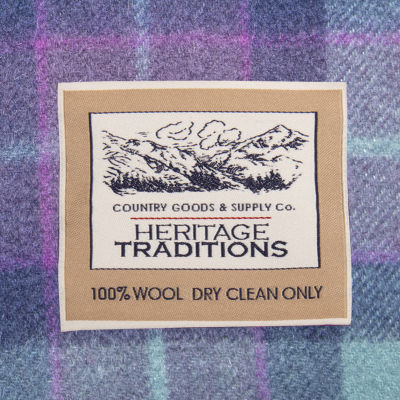 COUNTRY GOODS & SUPPLY Co.
HERITAGE
TRADITIONS
100% WOOL DRY CLEAN ONLY